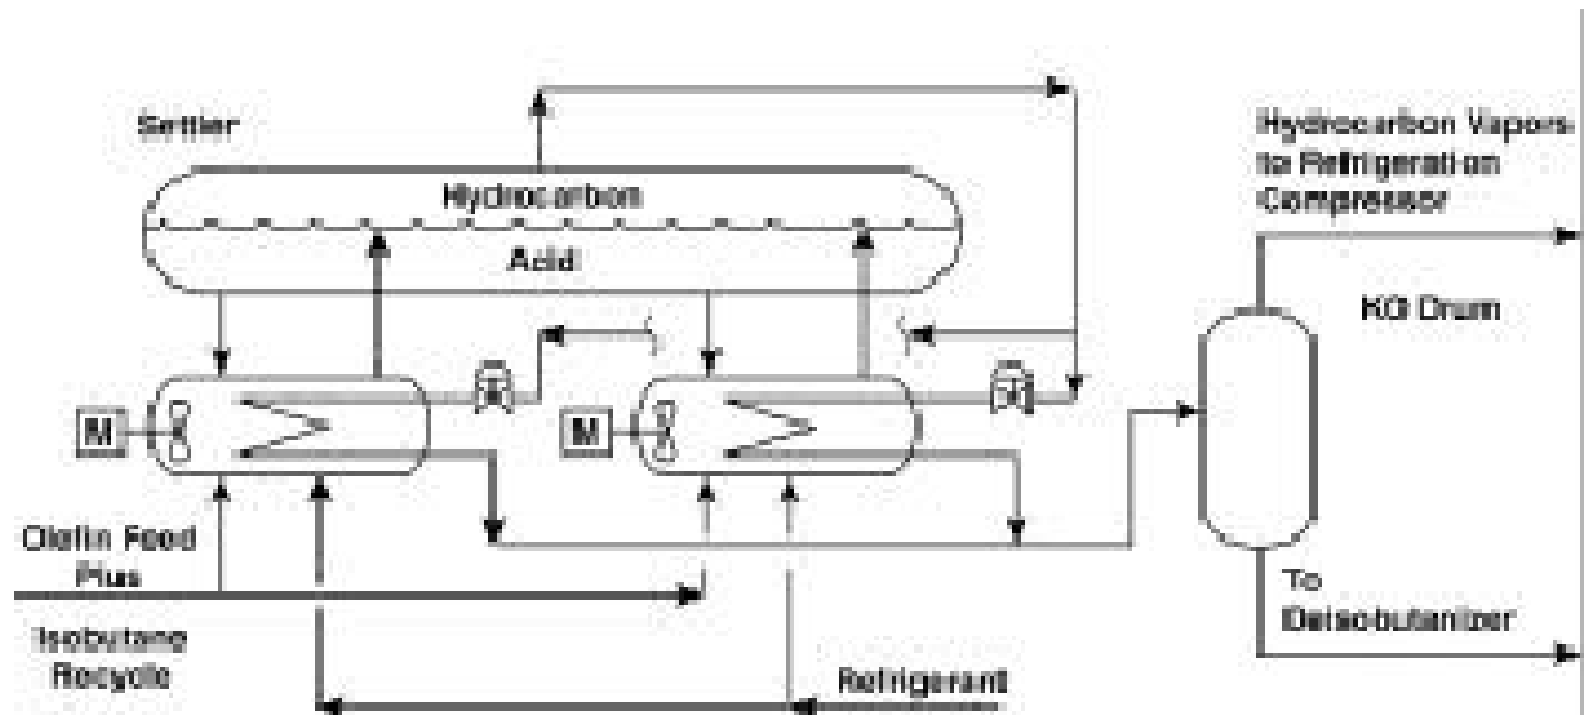 Settler
Hydrocarbon
Acid
Hydrocarbon Vapors
to Refrigeration
Compressor
KO Drum
M
M
Olefin Feed
Plus
Isobutane
Recycle
Refrigerant
To
Deisobutanizer